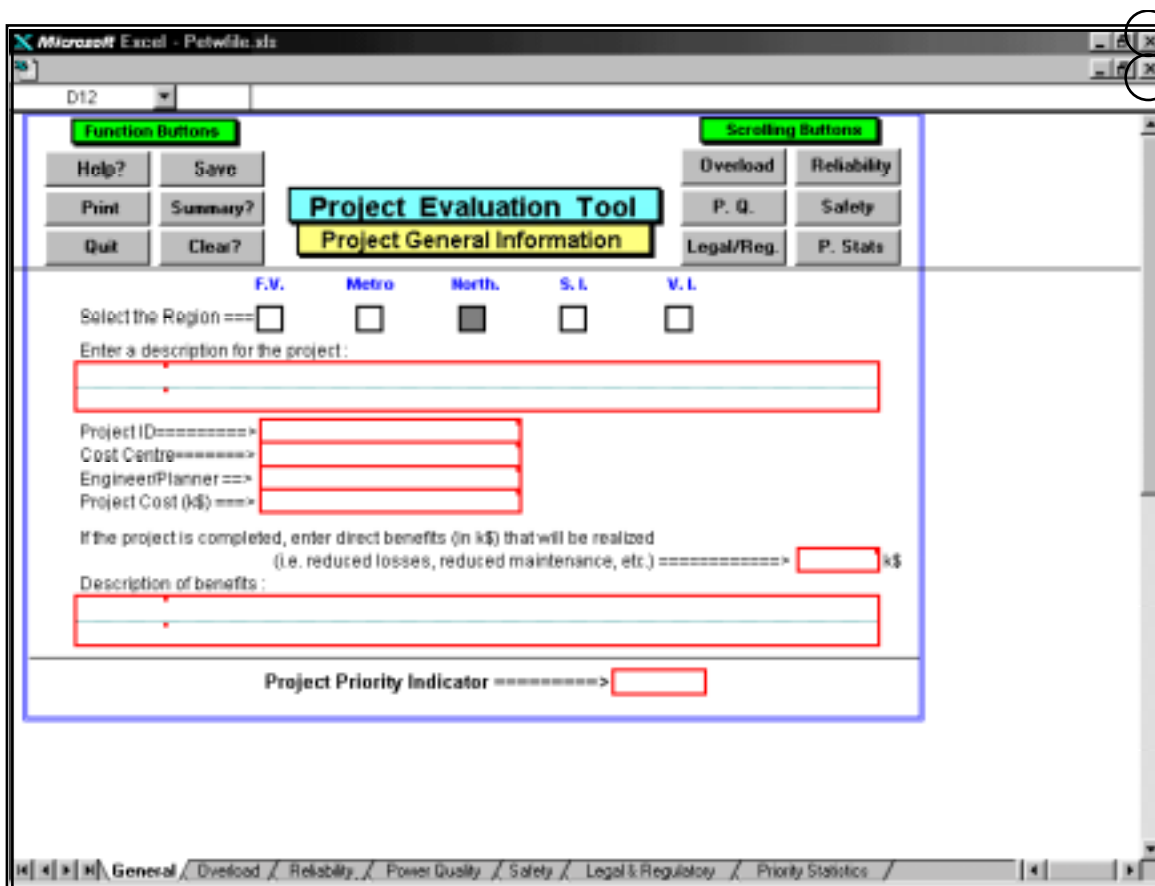 Microsoft Excel - Petwfile.xls
D12
Function Buttons
Scrolling Buttons
Help? Save
Overload Reliability
Print Summary?
Project Evaluation Tool
P. Q. Safety
Quit Clear?
Project General Information
Legal/Reg. P. Stats
F.V. Metro North. S. I. V. I.
Select the Region ===
Enter a description for the project :
Project ID=========>
Cost Centre=======>
Engineer/Planner ==>
Project Cost (k$) ===>
If the project is completed, enter direct benefits (in k$) that will be realized
(i.e. reduced losses, reduced maintenance, etc.) ============> k$
Description of benefits :
Project Priority Indicator =========>
General Overload Reliability Power Quality Safety Legal & Regulatory Priority Statistics